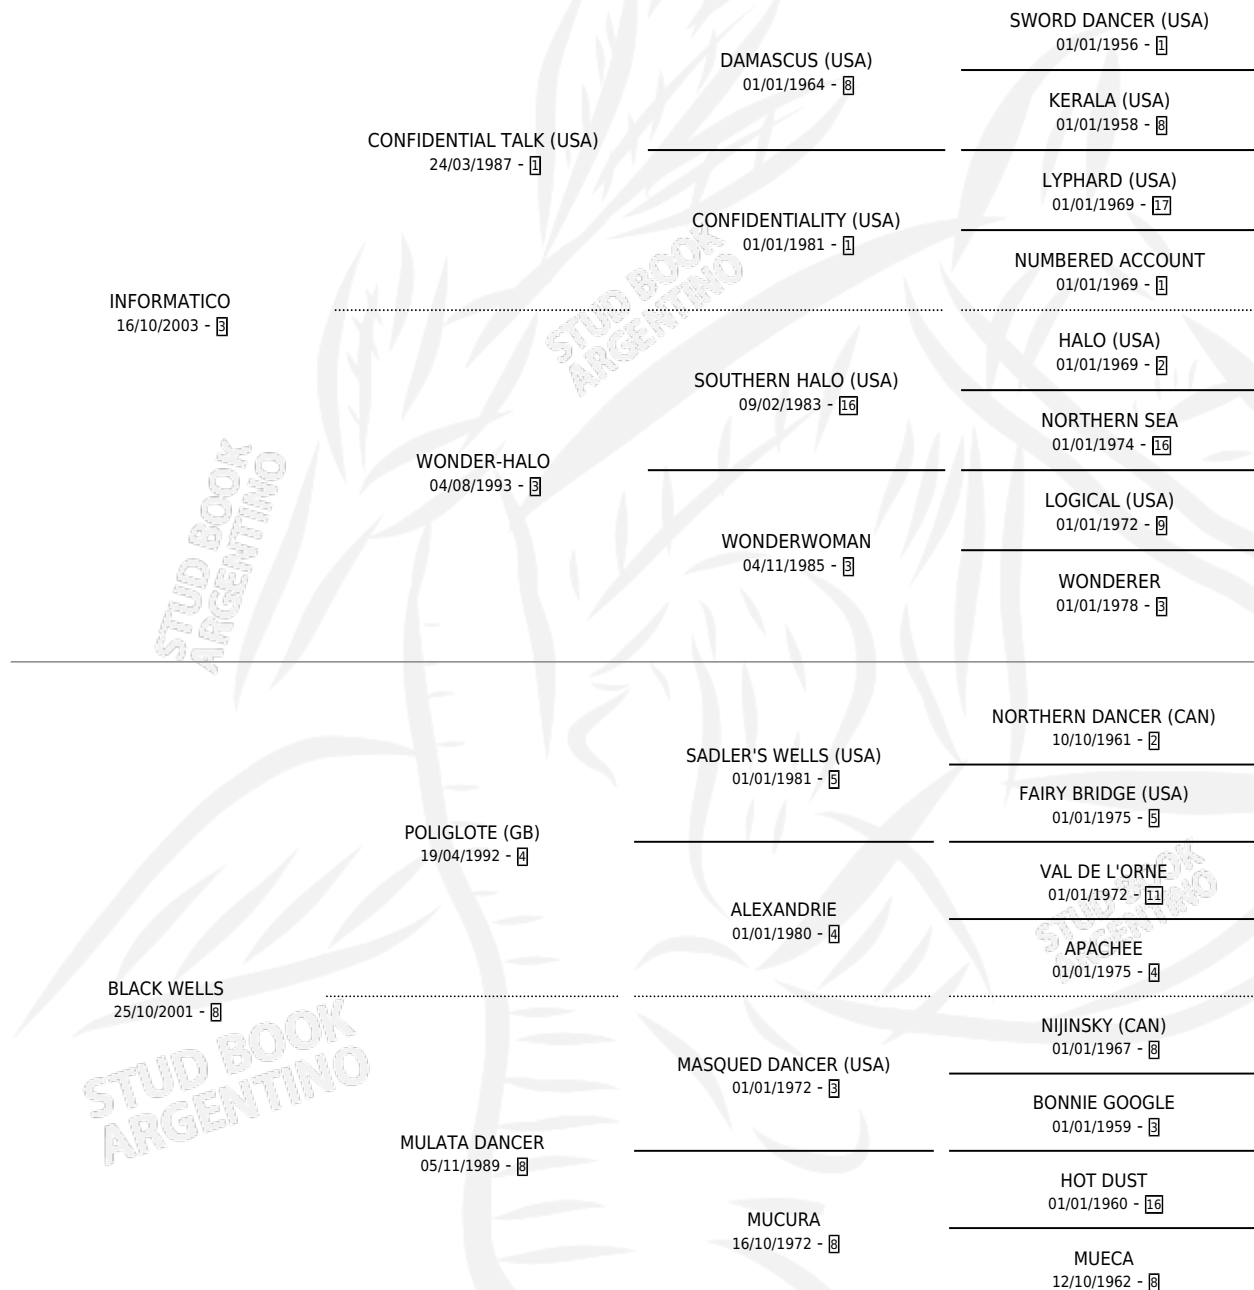 SWORD DANCER (USA)
01/01/1956 - 1
DAMASCUS (USA)
01/01/1964 - 8
KERALA (USA)
01/01/1958 - 8
CONFIDENTIAL TALK (USA)
24/03/1987 - 1
LYPHARD (USA)
01/01/1969 - 17
CONFIDENTIALITY (USA)
01/01/1981 - 1
NUMBERED ACCOUNT
01/01/1969 - 1
INFORMATICO
16/10/2003 - 3
HALO (USA)
01/01/1969 - 2
SOUTHERN HALO (USA)
09/02/1983 - 16
NORTHERN SEA
01/01/1974 - 16
WONDER-HALO
04/08/1993 - 3
LOGICAL (USA)
01/01/1972 - 9
WONDERWOMAN
04/11/1985 - 3
WONDERER
01/01/1978 - 3
NORTHERN DANCER (CAN)
10/10/1961 - 2
SADLER'S WELLS (USA)
01/01/1981 - 5
FAIRY BRIDGE (USA)
01/01/1975 - 5
POLIGLOTE (GB)
19/04/1992 - 4
VAL DE L'ORNE
01/01/1972 - 11
ALEXANDRIE
01/01/1980 - 4
APACHEE
01/01/1975 - 4
BLACK WELLS
25/10/2001 - 8
NIJINSKY (CAN)
01/01/1967 - 8
MASQUED DANCER (USA)
01/01/1972 - 3
BONNIE GOOGLE
01/01/1959 - 3
MULATA DANCER
05/11/1989 - 8
HOT DUST
01/01/1960 - 16
MUCURA
16/10/1972 - 8
MUECA
12/10/1962 - 8
STUD BOOK
ARGENTINO
STUD BOOK
ARGENTINO
STUD BOOK
ARGENTINO
STUD BOOK
ARGENTINO